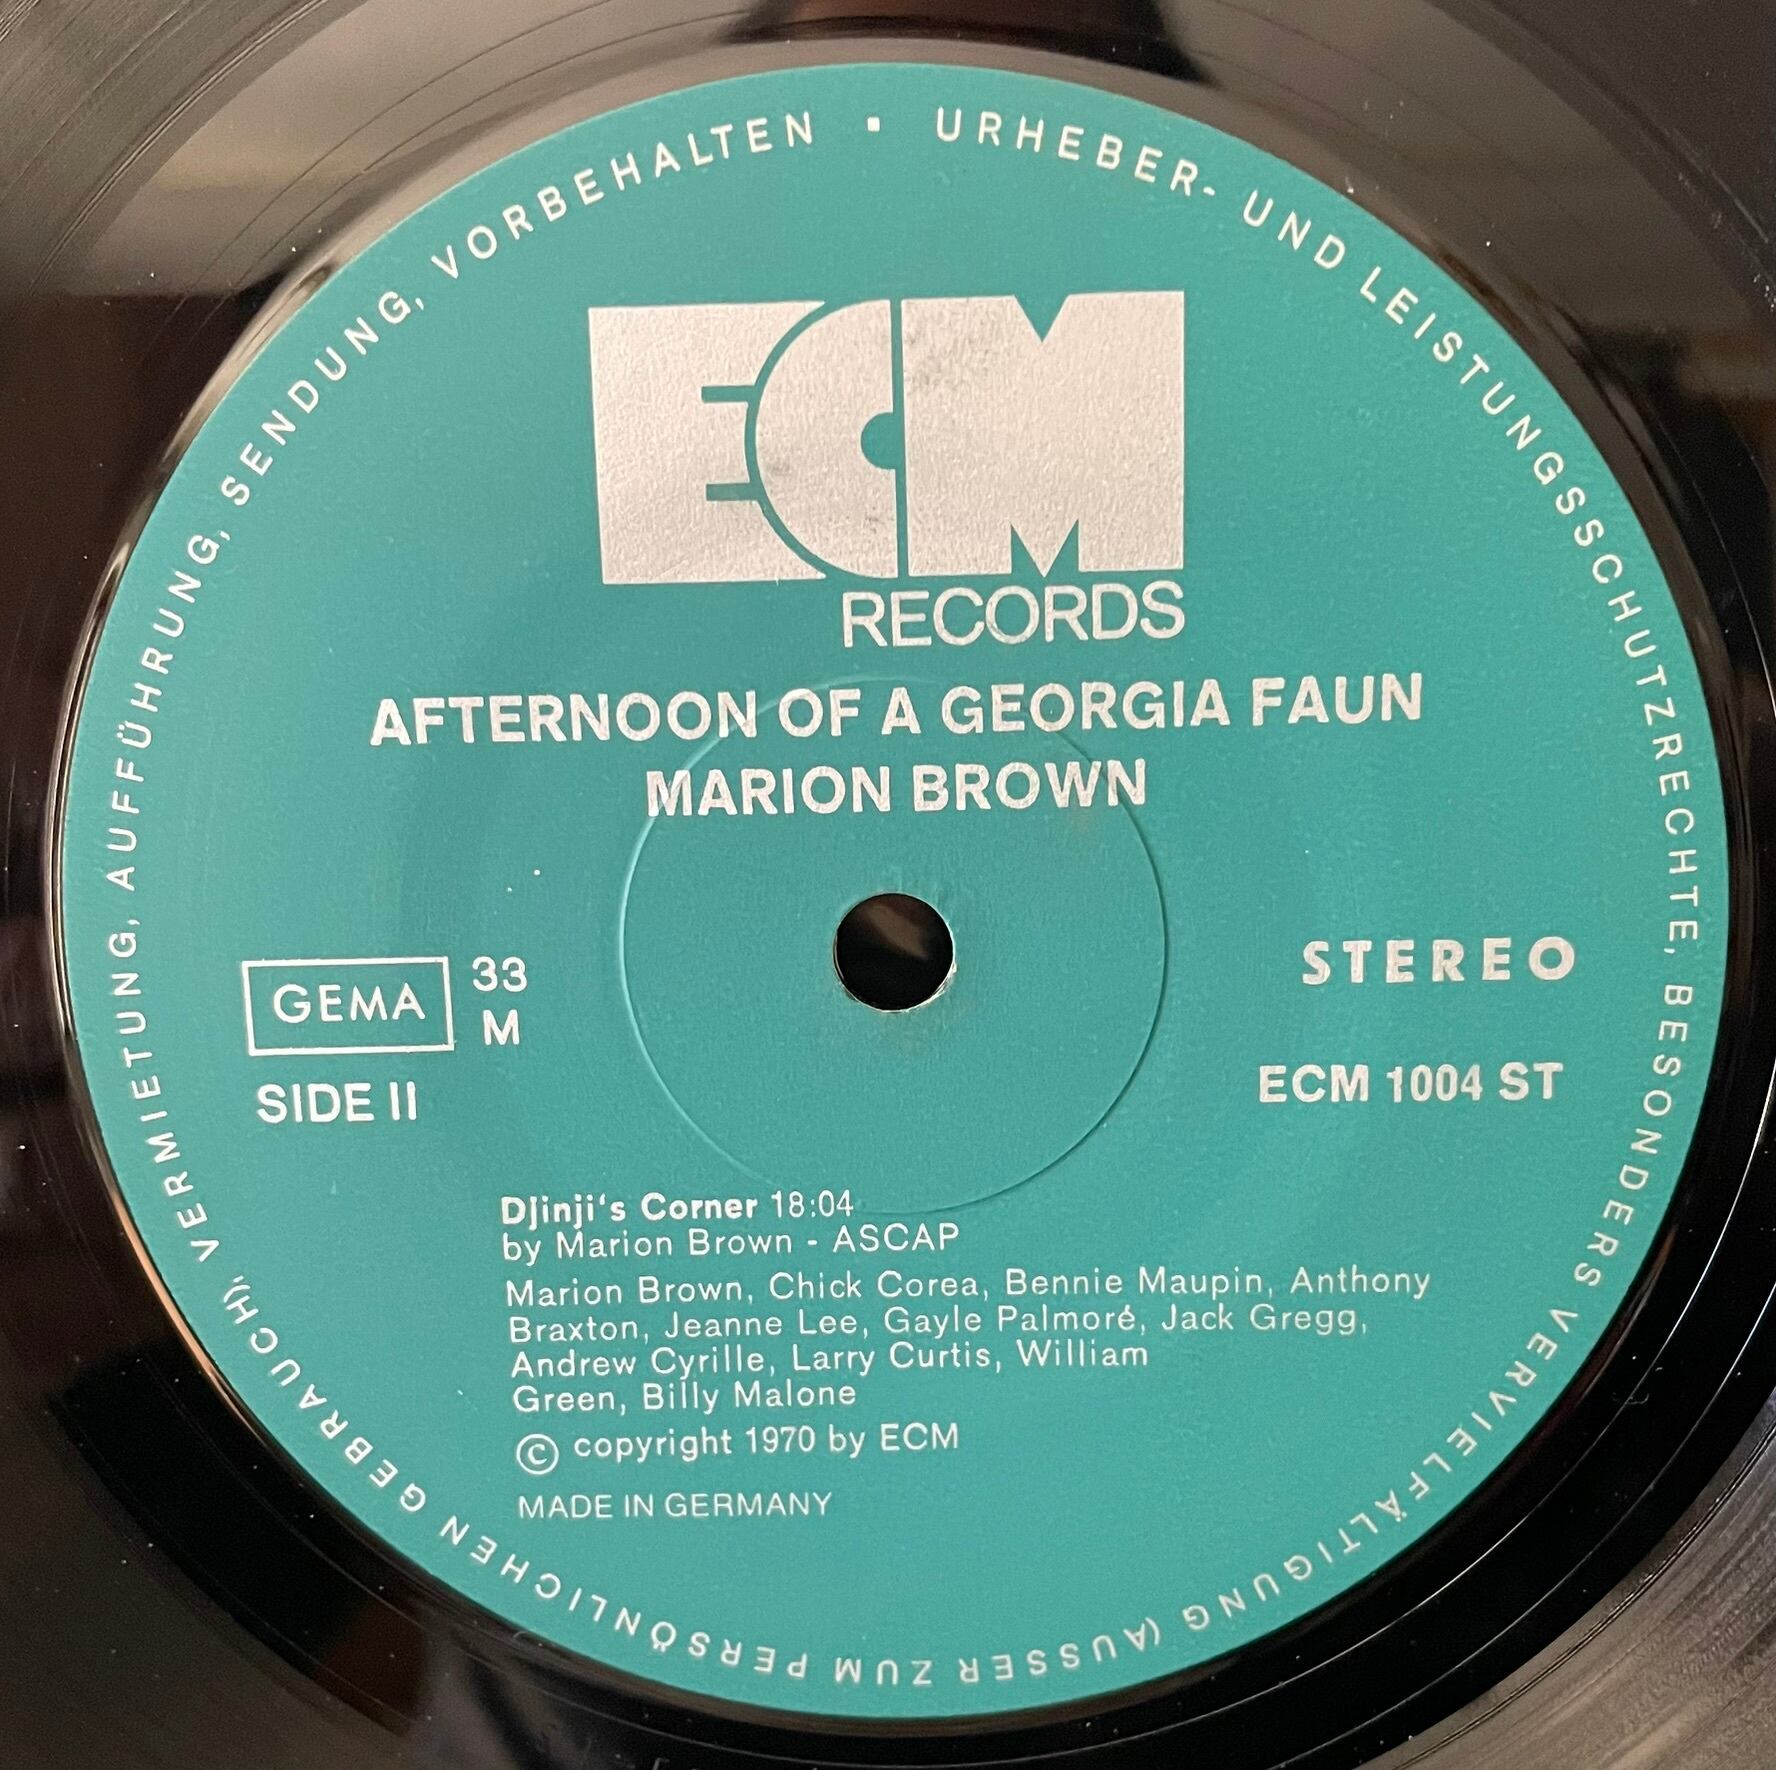 URHEBER- UND LEISTUNGSSCHUTZRECHTE, BESONDERS VERVIELFÄLTIGUNG (AUSSER ZUM PERSÖNLICHEN GEBRAUCH), VERMIETUNG, AUFFÜHRUNG, SENDUNG, VORBEHALTEN ▪
ECM
RECORDS
AFTERNOON OF A GEORGIA FAUN
MARION BROWN
GEMA
33
M
STEREO
SIDE II
ECM 1004 ST
Djinji's Corner 18:04
by Marion Brown - ASCAP
Marion Brown, Chick Corea, Bennie Maupin, Anthony
Braxton, Jeanne Lee, Gayle Palmoré, Jack Gregg,
Andrew Cyrille, Larry Curtis, William
Green, Billy Malone
© copyright 1970 by ECM
MADE IN GERMANY